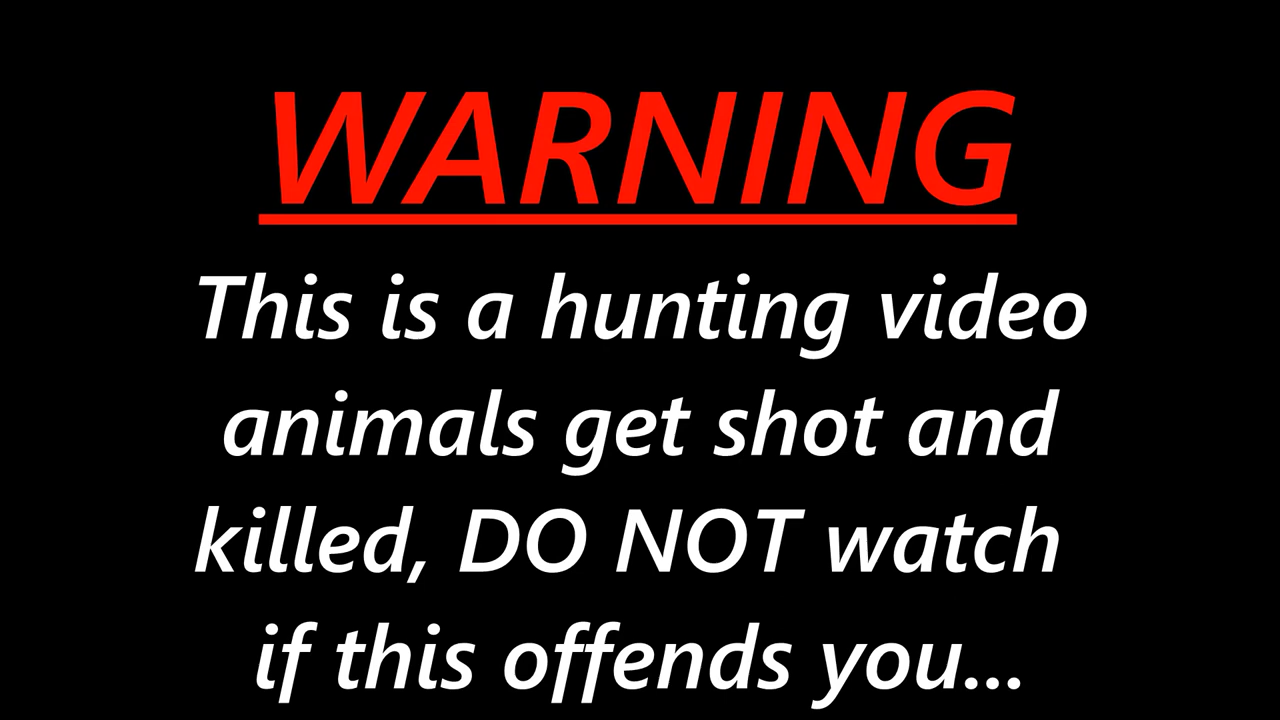 WARNING
This is a hunting video
animals get shot and
killed, DO NOT watch
if this offends you...